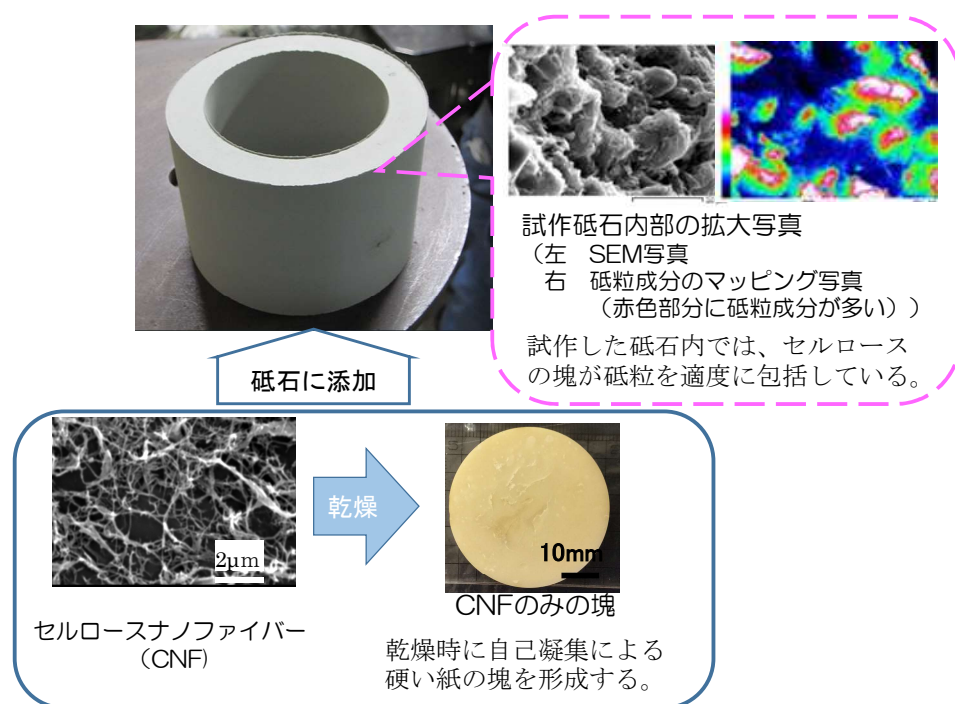 試作砥石内部の拡大写真
（左　SEM写真
右　砥粒成分のマッピング写真
（赤色部分に砥粒成分が多い））
試作した砥石内では、セルロース
の塊が砥粒を適度に包括している。
砥石に添加
2μm
乾燥
10mm
セルロースナノファイバー
（CNF)
CNFのみの塊
乾燥時に自己凝集による
硬い紙の塊を形成する。